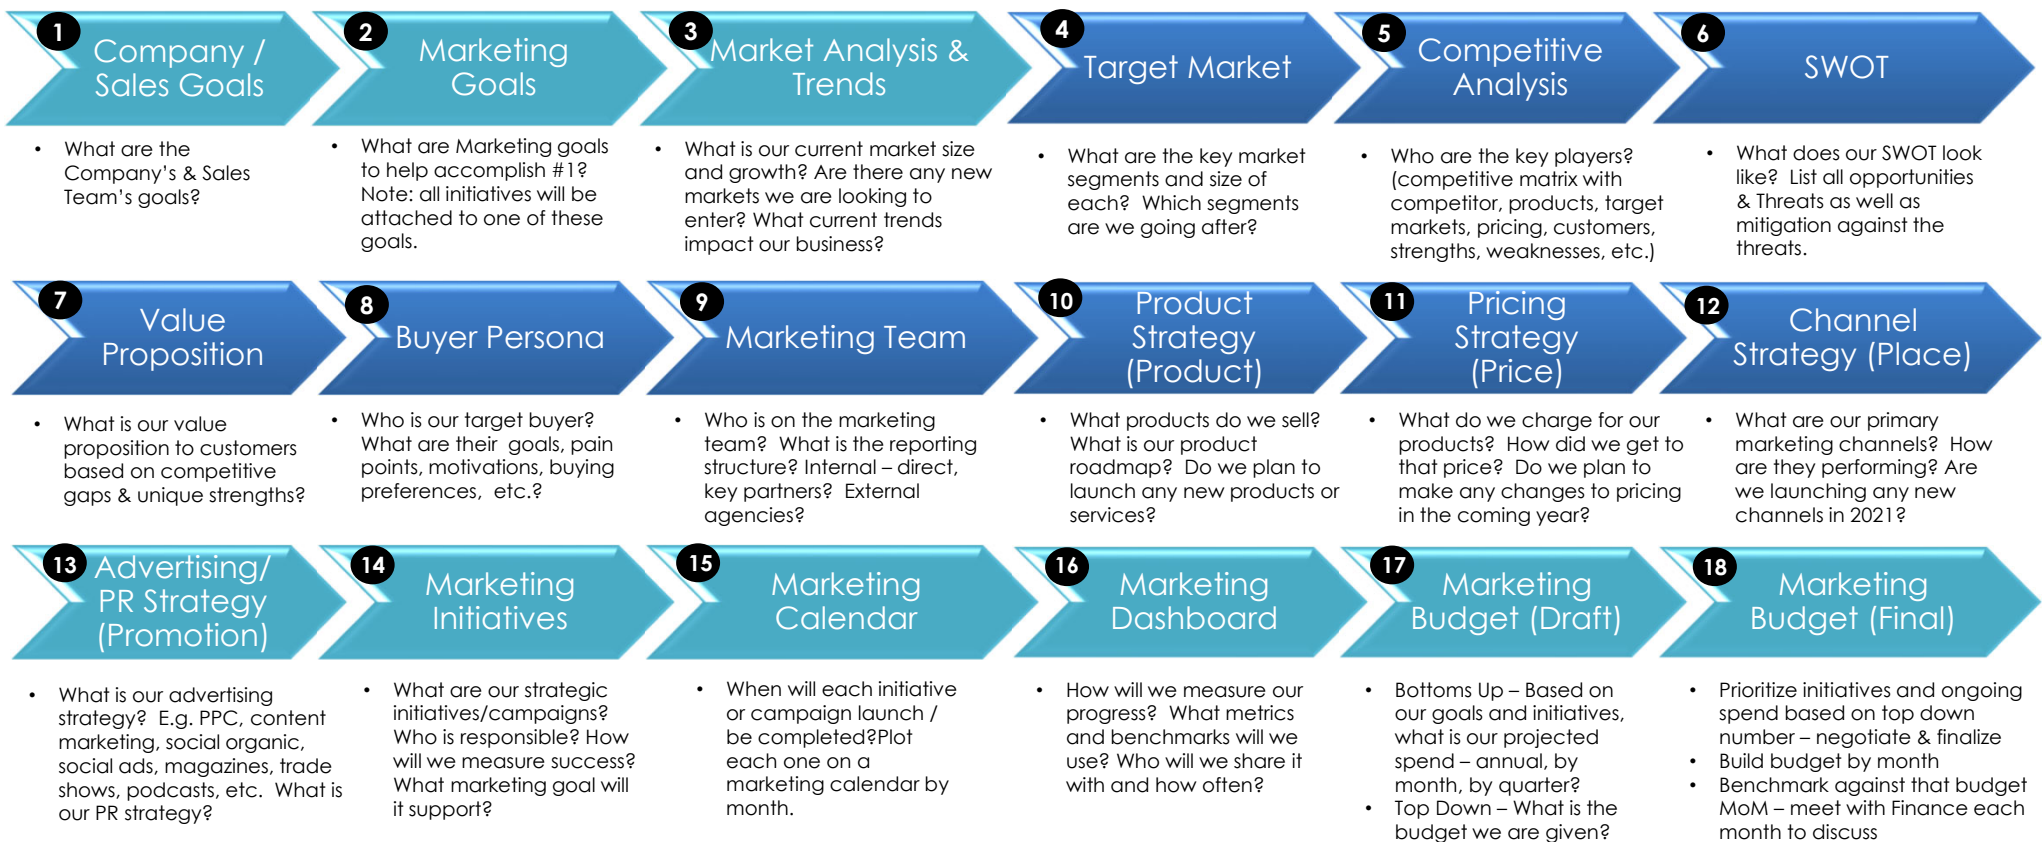 1
Company /
Sales Goals
• What are the
Company's & Sales
Team's goals?
2
Marketing
Goals
• What are Marketing goals
to help accomplish #1?
Note: all initiatives will be
attached to one of these
goals.
3
Market Analysis &
Trends
• What is our current market size
and growth? Are there any new
markets we are looking to
enter? What current trends
impact our business?
4
Target Market
• What are the key market
segments and size of
each? Which segments
are we going after?
5
Competitive
Analysis
• Who are the key players?
(competitive matrix with
competitor, products, target
markets, pricing, customers,
strengths, weaknesses, etc.)
6
SWOT
• What does our SWOT look
like? List all opportunities
& Threats as well as
mitigation against the
threats.
7
Value
Proposition
• What is our value
proposition to customers
based on competitive
gaps & unique strengths?
8
Buyer Persona
• Who is our target buyer?
What are their goals, pain
points, motivations, buying
preferences, etc.?
9
Marketing Team
• Who is on the marketing
team? What is the reporting
structure? Internal – direct,
key partners? External
agencies?
10
Product
Strategy
(Product)
• What products do we sell?
What is our product
roadmap? Do we plan to
launch any new products or
services?
11
Pricing
Strategy
(Price)
• What do we charge for our
products? How did we get to
that price? Do we plan to
make any changes to pricing
in the coming year?
12
Channel
Strategy (Place)
• What are our primary
marketing channels? How
are they performing? Are
we launching any new
channels in 2021?
13
Advertising/
PR Strategy
(Promotion)
• What is our advertising
strategy? E.g. PPC, content
marketing, social organic,
social ads, magazines, trade
shows, podcasts, etc. What is
our PR strategy?
14
Marketing
Initiatives
• What are our strategic
initiatives/campaigns?
Who is responsible? How
will we measure success?
What marketing goal will
it support?
15
Marketing
Calendar
• When will each initiative
or campaign launch /
be completed?Plot
each one on a
marketing calendar by
month.
16
Marketing
Dashboard
• How will we measure our
progress? What metrics
and benchmarks will we
use? Who will we share it
with and how often?
17
Marketing
Budget (Draft)
• Bottoms Up – Based on
our goals and initiatives,
what is our projected
spend – annual, by
month, by quarter?
• Top Down – What is the
budget we are given?
18
Marketing
Budget (Final)
• Prioritize initiatives and ongoing
spend based on top down
number – negotiate & finalize
• Build budget by month
• Benchmark against that budget
MoM – meet with Finance each
month to discuss